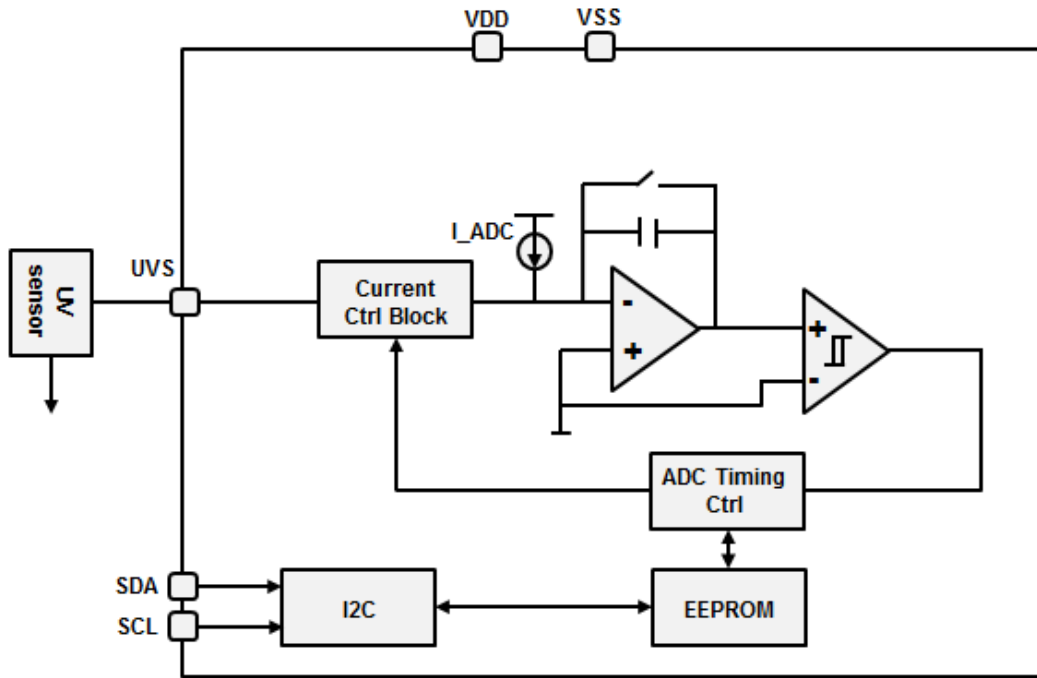 VDD
VSS
I_ADC
UVS
UV
sensor
Current
Ctrl Block
-
+
+
-
ADC Timing
Ctrl
SDA
SCL
I2C
EEPROM